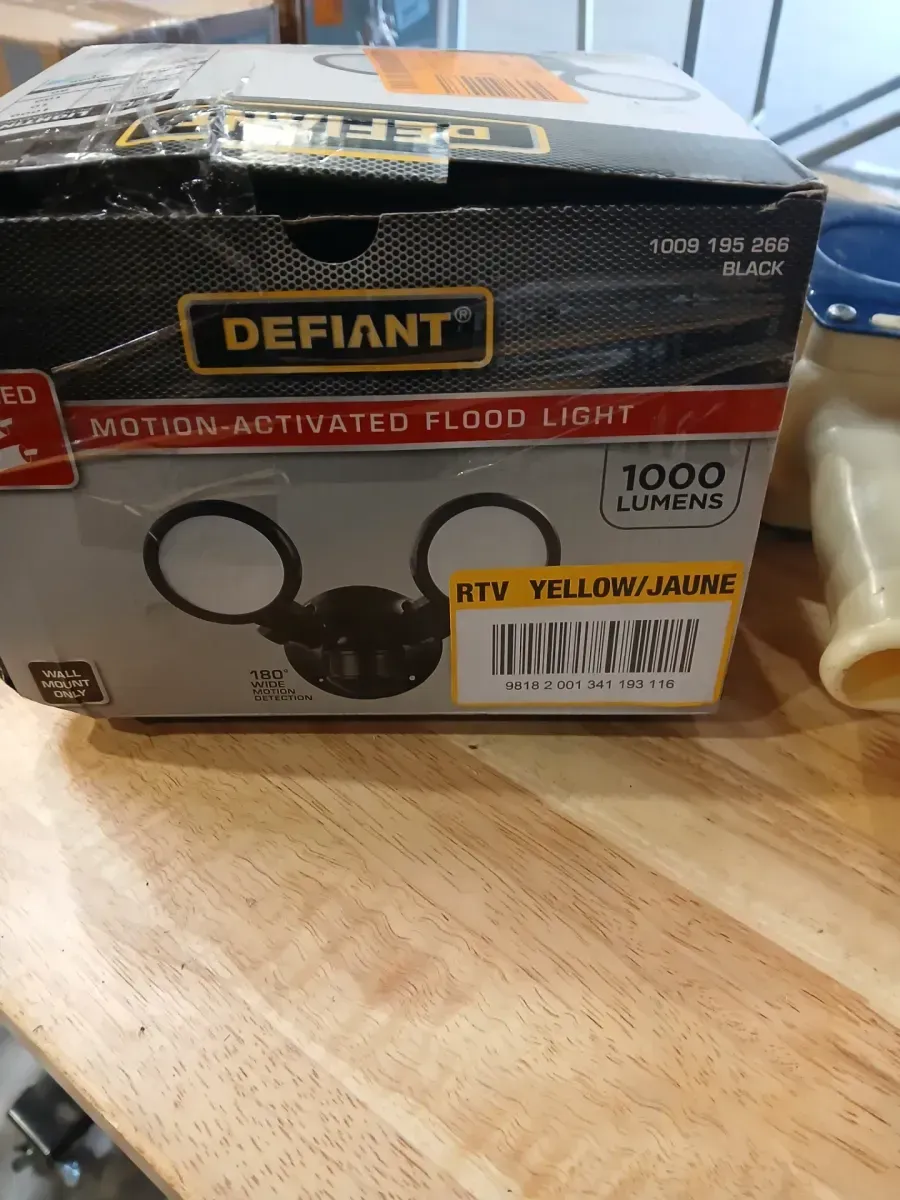 DEFIANT
1009 195 266
BLACK
DEFIANT®
ED
MOTION-ACTIVATED FLOOD LIGHT
1000
LUMENS
RTV YELLOW/JAUNE
9818 2 001 341 193 116
180°
WIDE
MOTION
DETECTION
WALL
MOUNT
ONLY